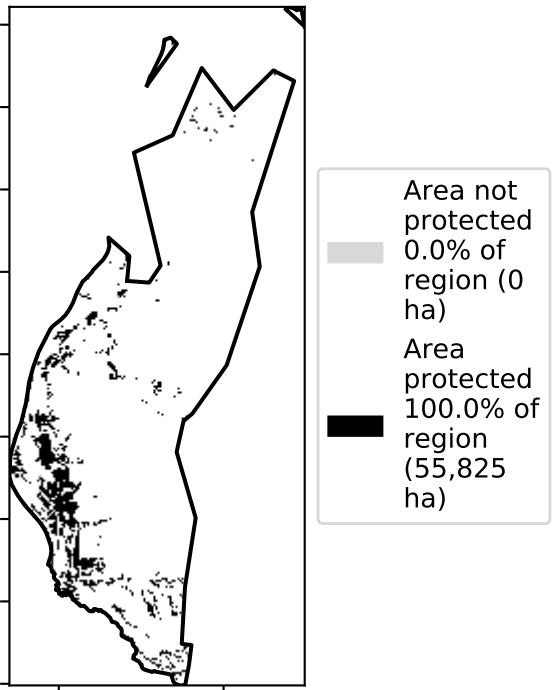 Area not
protected
0.0% of
region (0
ha)
Area
protected
100.0% of
region
(55,825
ha)